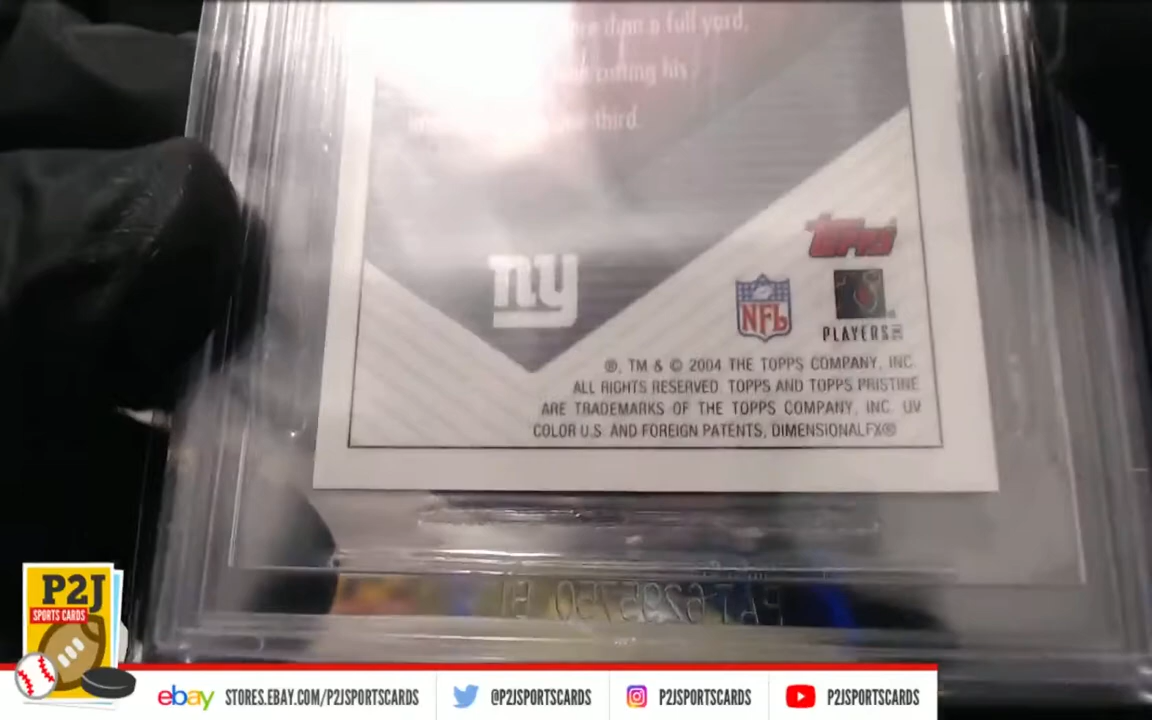 than a full yard,
cutting his
third.
ny
Topps
NFL
PLAYERS INC
®, TM & © 2004 THE TOPPS COMPANY, INC.
ALL RIGHTS RESERVED. TOPPS AND TOPPS PRISTINE
ARE TRADEMARKS OF THE TOPPS COMPANY, INC. UV
COLOR U.S. AND FOREIGN PATENTS, DIMENSIONALFX®
P2J
SPORTS CARDS
ebay STORES.EBAY.COM/P2JSPORTSCARDS @P2JSPORTSCARDS P2JSPORTSCARDS P2JSPORTSCARDS